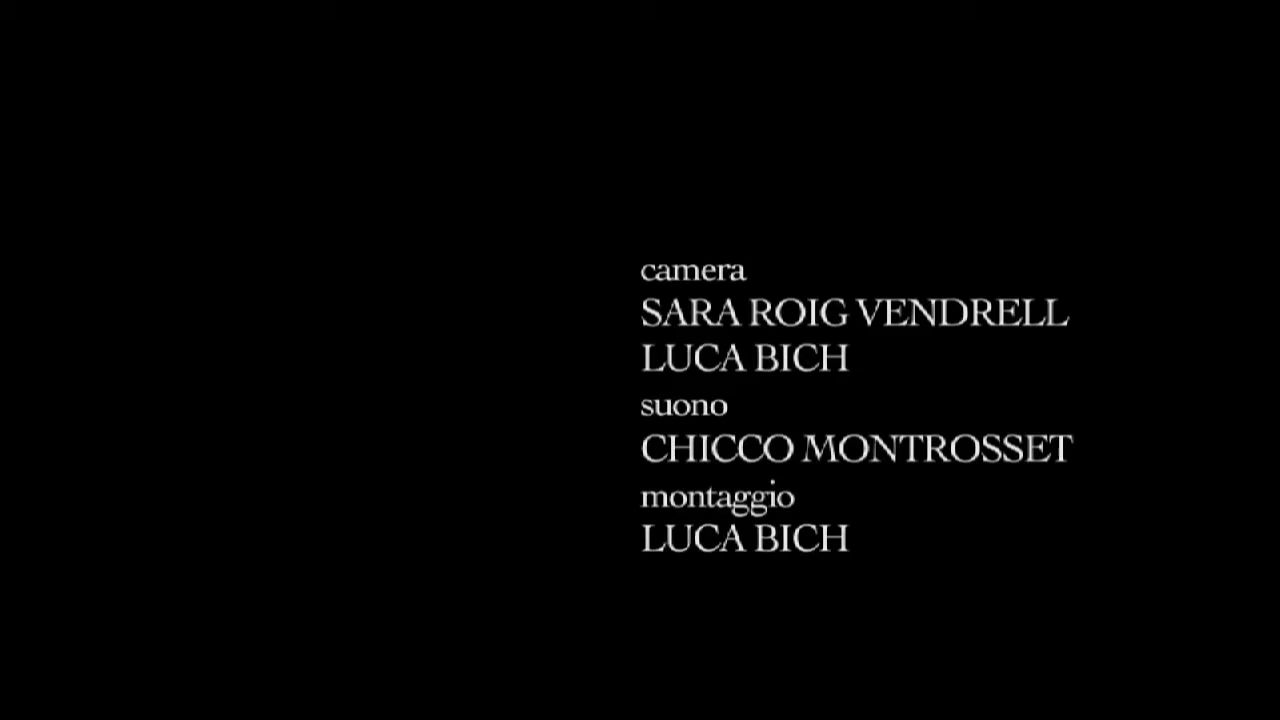 camera
SARA ROIG VENDRELL
LUCA BICH
suono
CHICCO MONTROSSET
montaggio
LUCA BICH